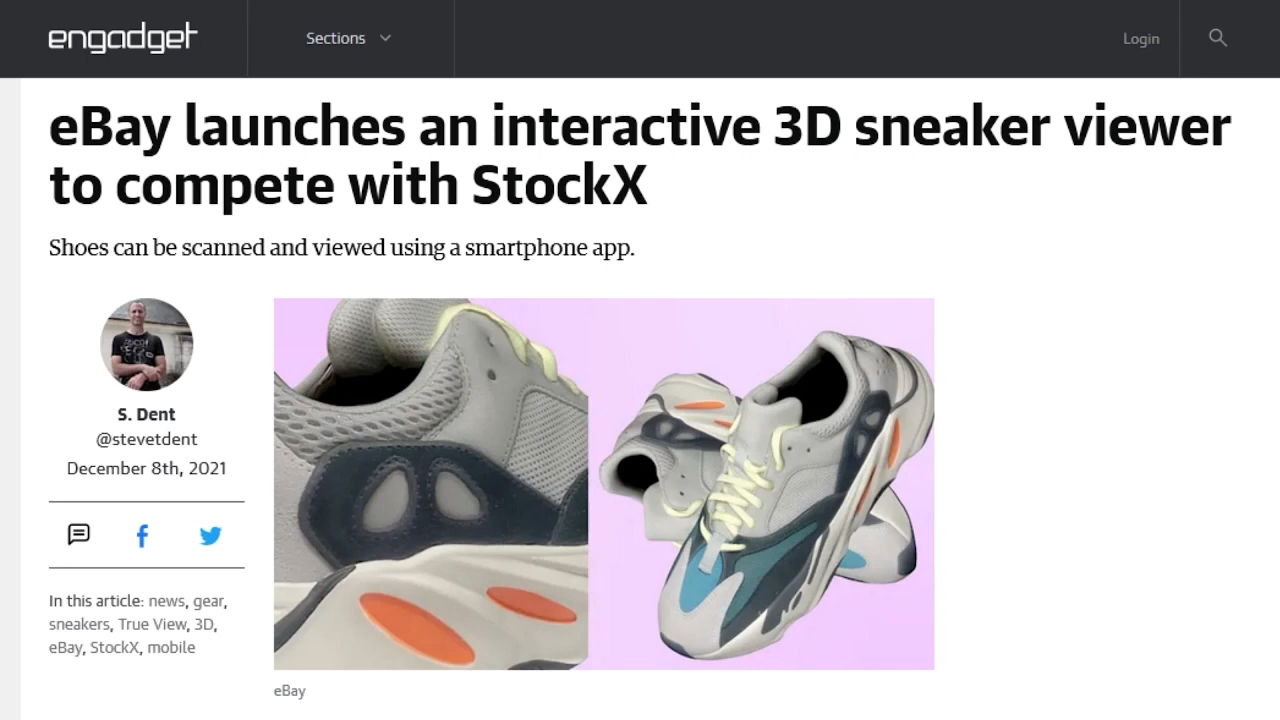 engadget
Sections
Login
eBay launches an interactive 3D sneaker viewer
to compete with StockX
Shoes can be scanned and viewed using a smartphone app.
S. Dent
@stevetdent
December 8th, 2021
In this article: news, gear,
sneakers, True View, 3D,
eBay, StockX, mobile
eBay